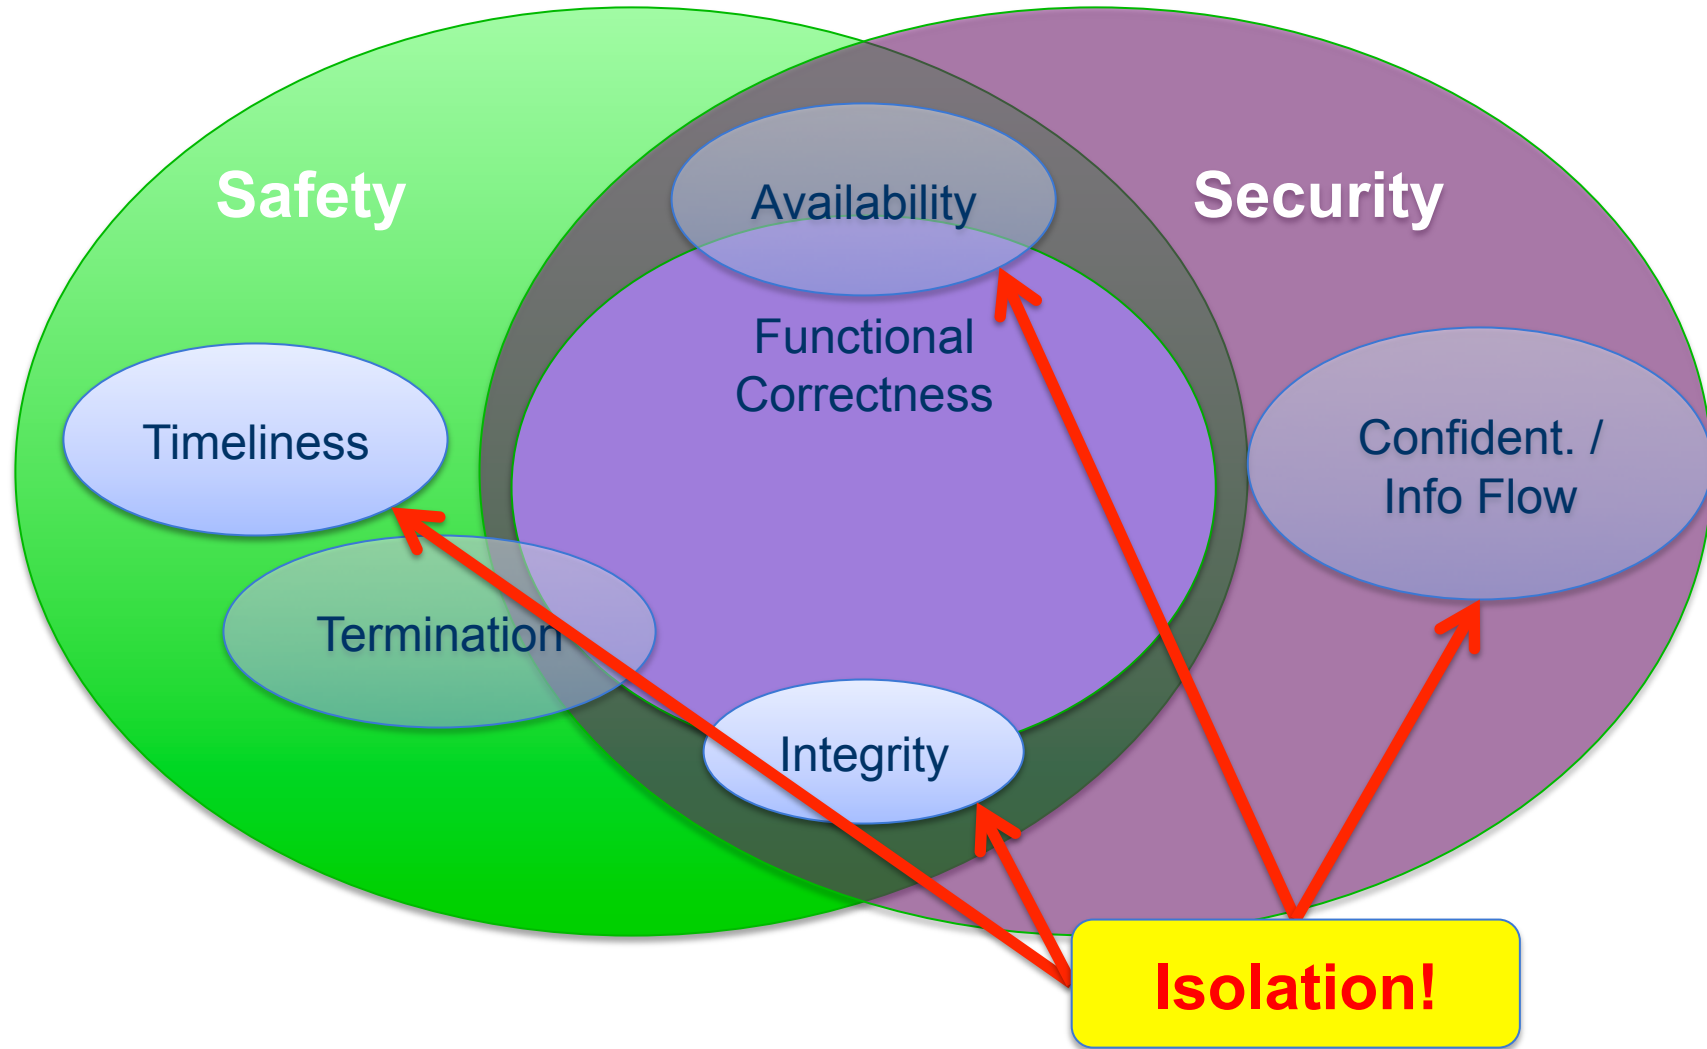 Safety
Security
Availability
Functional
Correctness
Timeliness
Confident. /
Info Flow
Termination
Integrity
Isolation!